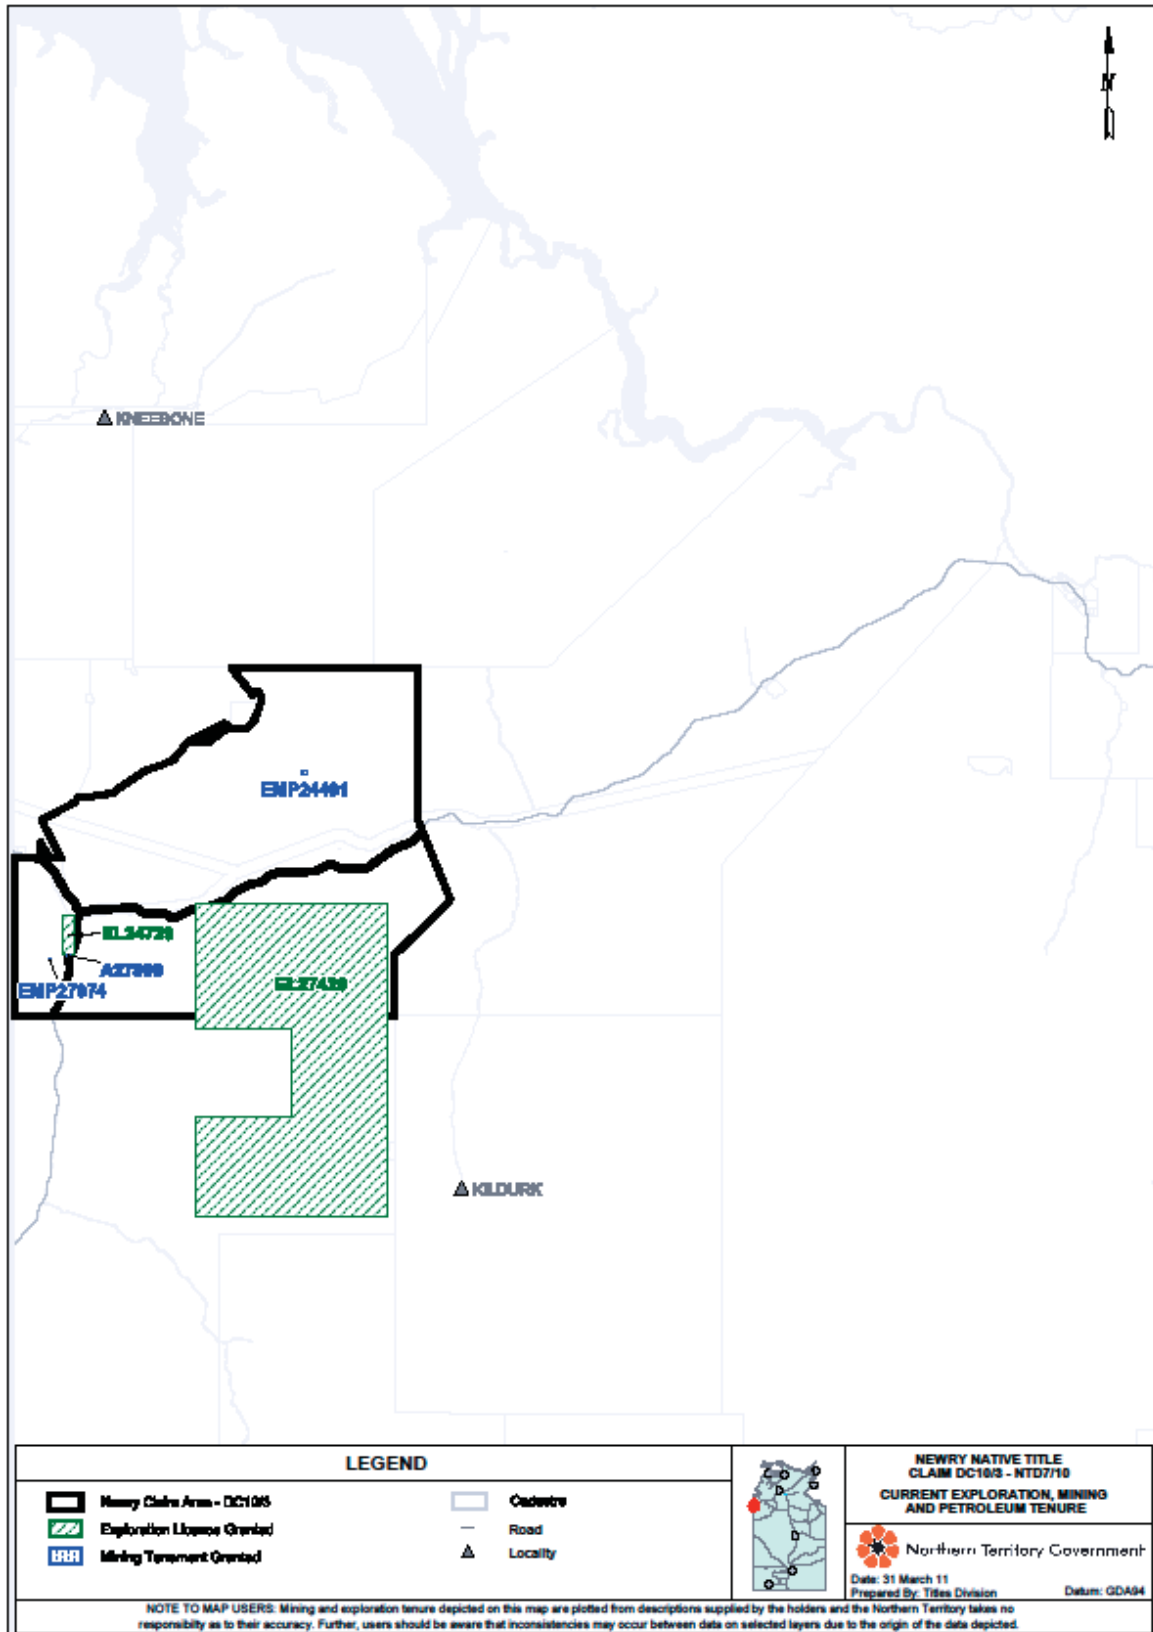 N
KNEEBONE
EMP24401
EMP27074
KILDURK
LEGEND
Newry Claim Area - DC10/3
Exploration Licence Granted
Mining Tenement Granted
Cadastre
Road
Locality
NEWRY NATIVE TITLE
CLAIM DC10/3 - NTD7/10
CURRENT EXPLORATION, MINING
AND PETROLEUM TENURE
Northern Territory Government
Date: 31 March 11
Prepared By: Titles Division
Datum: GDA94
NOTE TO MAP USERS: Mining and exploration tenure depicted on this map are plotted from descriptions supplied by the holders and the Northern Territory takes no
responsibilty as to their accuracy. Further, users should be aware that inconsistencies may occur between data on selected layers due to the origin of the data depicted.